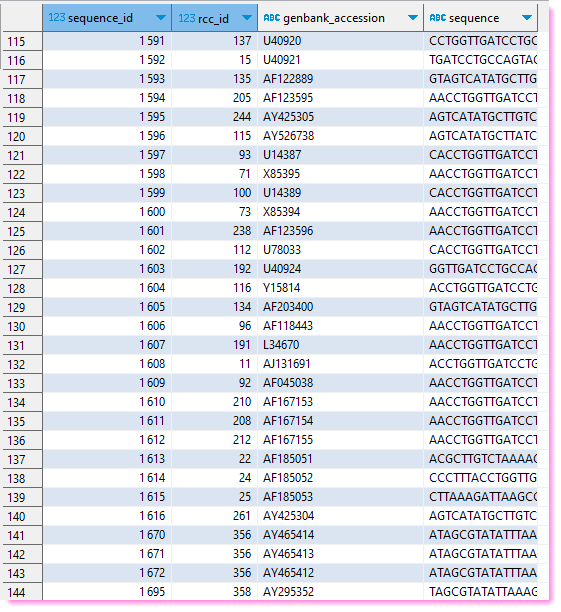 123 sequence_id 123 rcc_id ABC genbank_accession ABC sequence
115 1 591 137 U40920 CCTGGTTGATCCTGC
116 1 592 15 U40921 TGATCCTGCCAGTAG
117 1 593 135 AF122889 GTAGTCATATGCTTG
118 1 594 205 AF123595 AACCTGGTTGATCCT
119 1 595 244 AY425305 AGTCATATGCTTGTC
120 1 596 115 AY526738 AGTCATATGCTTATC
121 1 597 93 U14387 CACCTGGTTGATCCT
122 1 598 71 X85395 AACCTGGTTGATCCT
123 1 599 100 U14389 CACCTGGTTGATCCT
124 1 600 73 X85394 AACCTGGTTGATCCT
125 1 601 238 AF123596 AACCTGGTTGATCCT
126 1 602 112 U78033 CACCTGGTTGATCCT
127 1 603 192 U40924 GGTTGATCCTGCCAG
128 1 604 116 Y15814 ACCTGGTTGATCCTG
129 1 605 134 AF203400 GTAGTCATATGCTTG
130 1 606 96 AF118443 AACCTGGTTGATCCT
131 1 607 191 L34670 AACCTGGTTGATCCT
132 1 608 11 AJ131691 ACCTGGTTGATCCTG
133 1 609 92 AF045038 AACCTGGTTGATCCT
134 1 610 210 AF167153 AACCTGGTTGATCCT
135 1 611 208 AF167154 AACCTGGTTGATCCT
136 1 612 212 AF167155 AACCTGGTTGATCCT
137 1 613 22 AF185051 ACGCTTGTCTAAAAG
138 1 614 24 AF185052 CCCTTTACCTGGTTG
139 1 615 25 AF185053 CTTAAAGATTAAGCC
140 1 616 261 AY425304 AGTCATATGCTTGTC
141 1 670 356 AY465414 ATAGCGTATATTTAA
142 1 671 356 AY465413 ATAGCGTATATTTAA
143 1 672 356 AY465412 ATAGCGTATATTTAA
144 1 695 358 AY295352 TAGCGTATATTAAAG